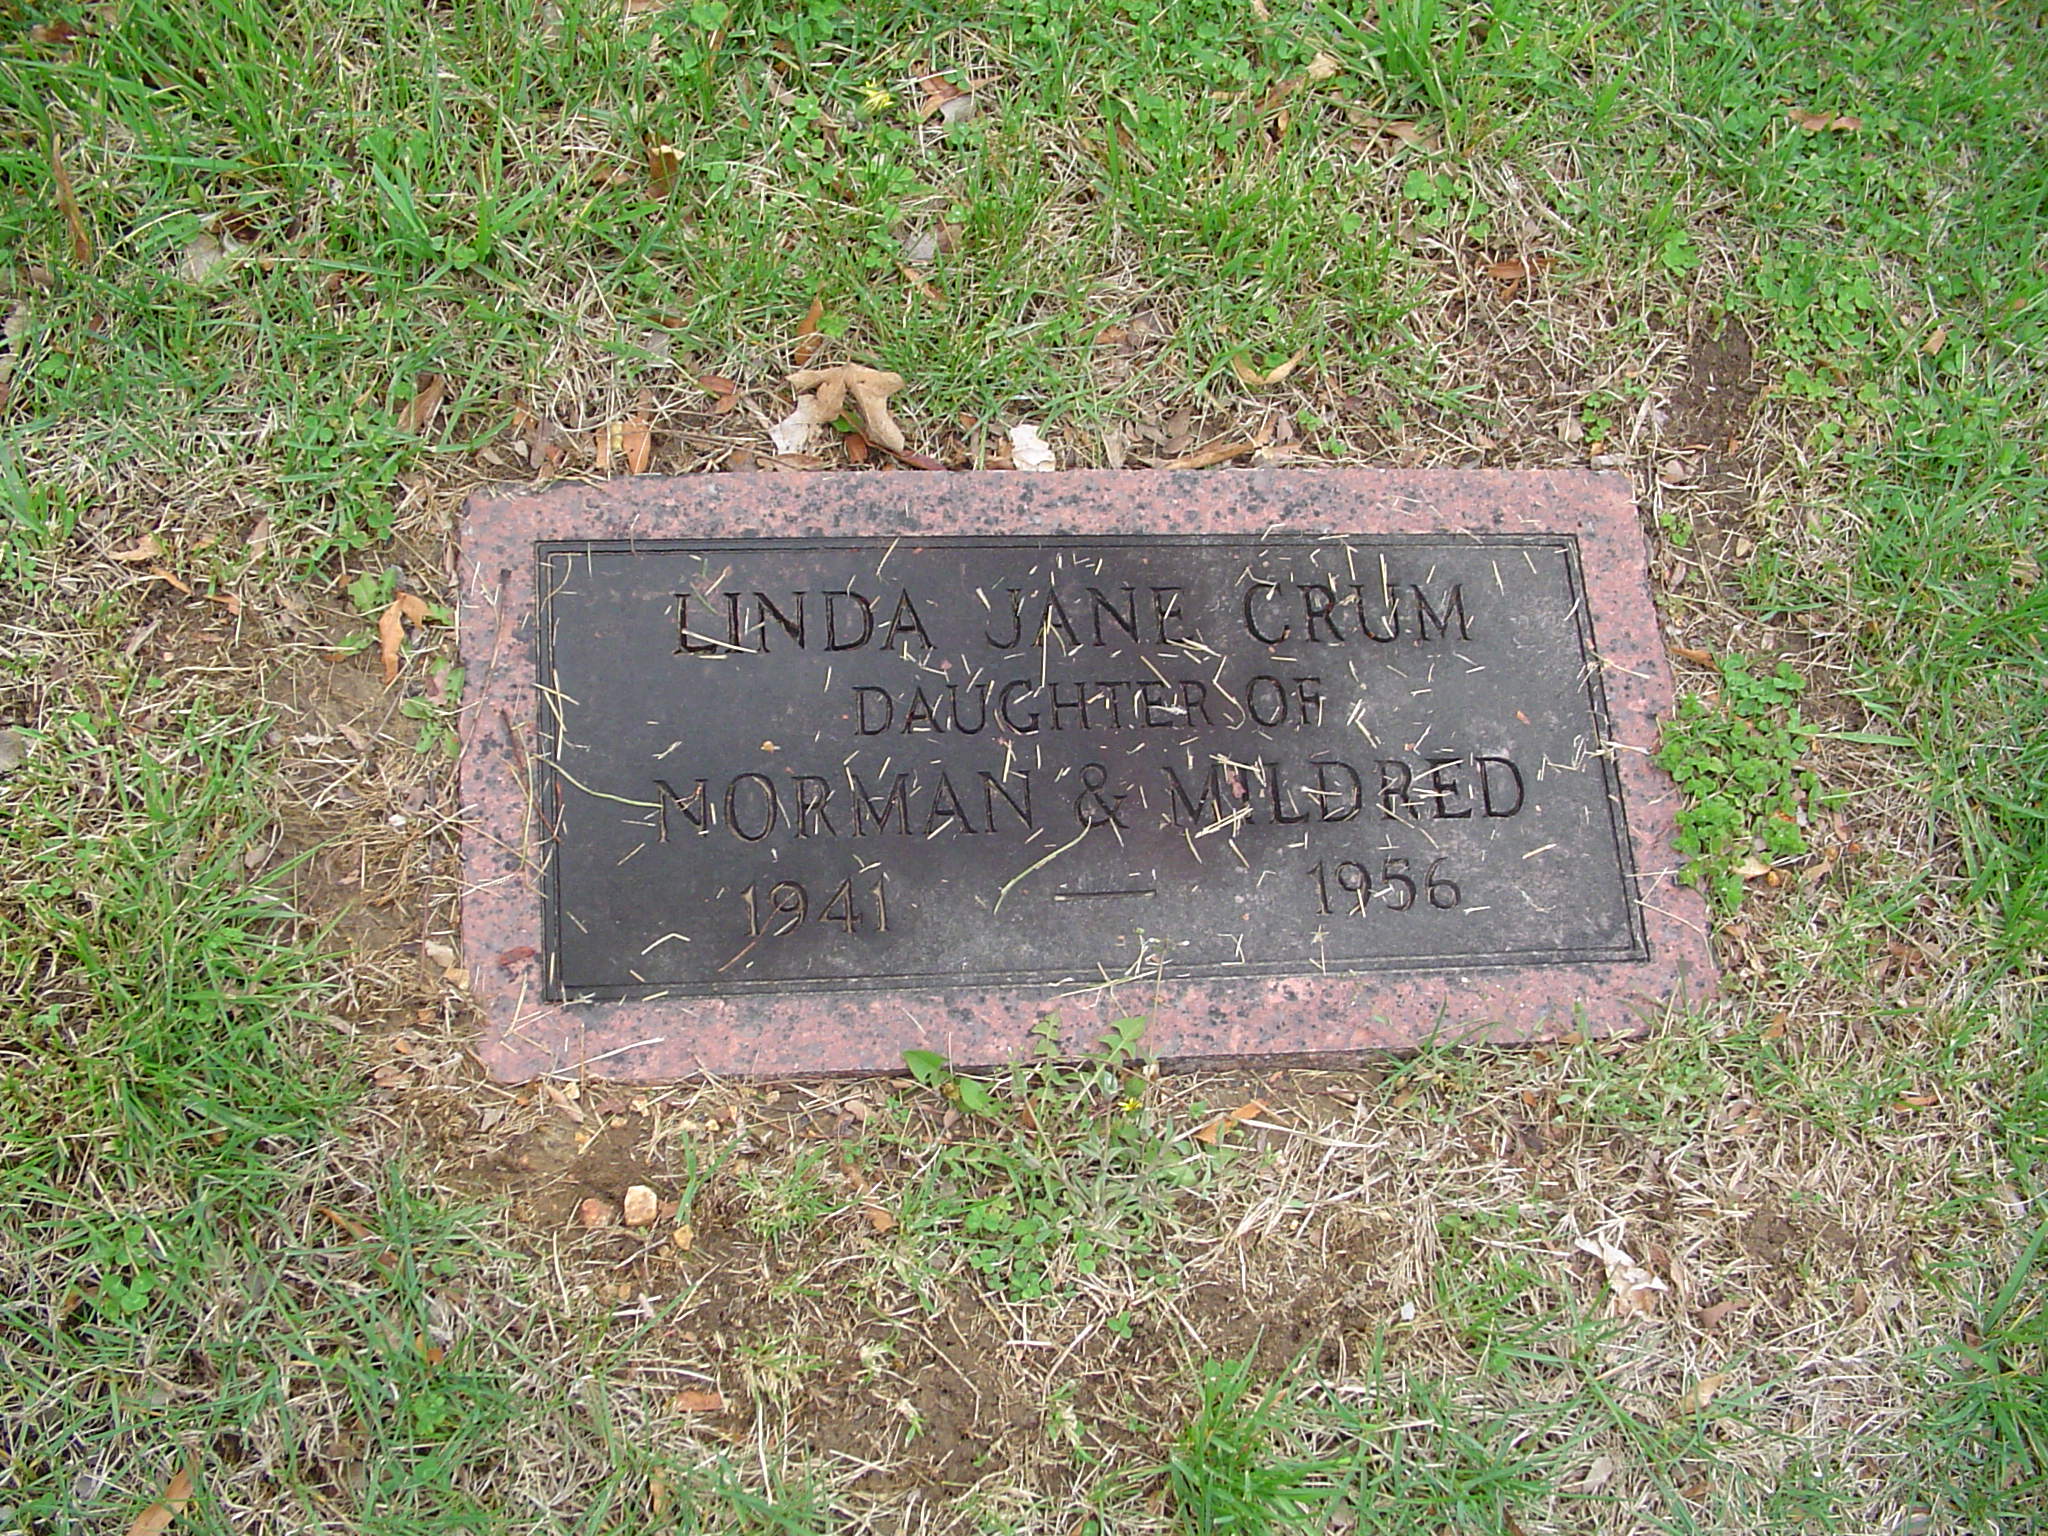 LINDA JANE CRUM
DAUGHTER OF
NORMAN & MILDRED
1941 — 1956